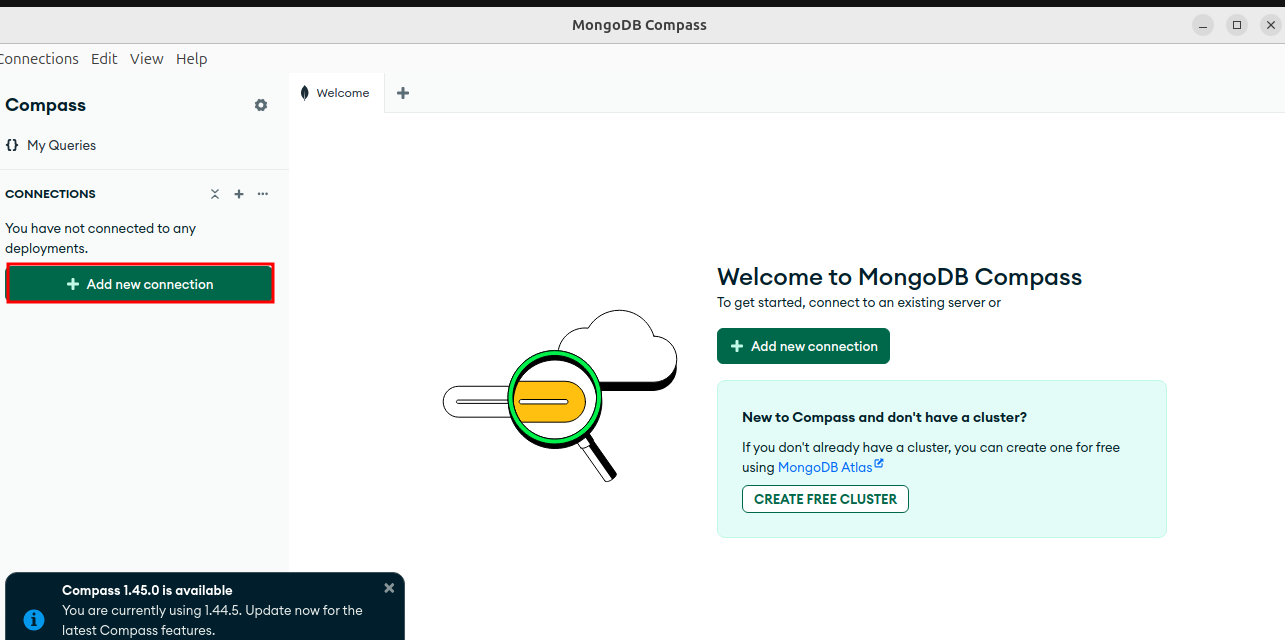 MongoDB Compass
Connections Edit View Help
Compass
Welcome
{} My Queries
CONNECTIONS
You have not connected to any
deployments.
Add new connection
Welcome to MongoDB Compass
To get started, connect to an existing server or
Add new connection
New to Compass and don't have a cluster?
If you don't already have a cluster, you can create one for free
using MongoDB Atlas
CREATE FREE CLUSTER
Compass 1.45.0 is available
You are currently using 1.44.5. Update now for the
latest Compass features.